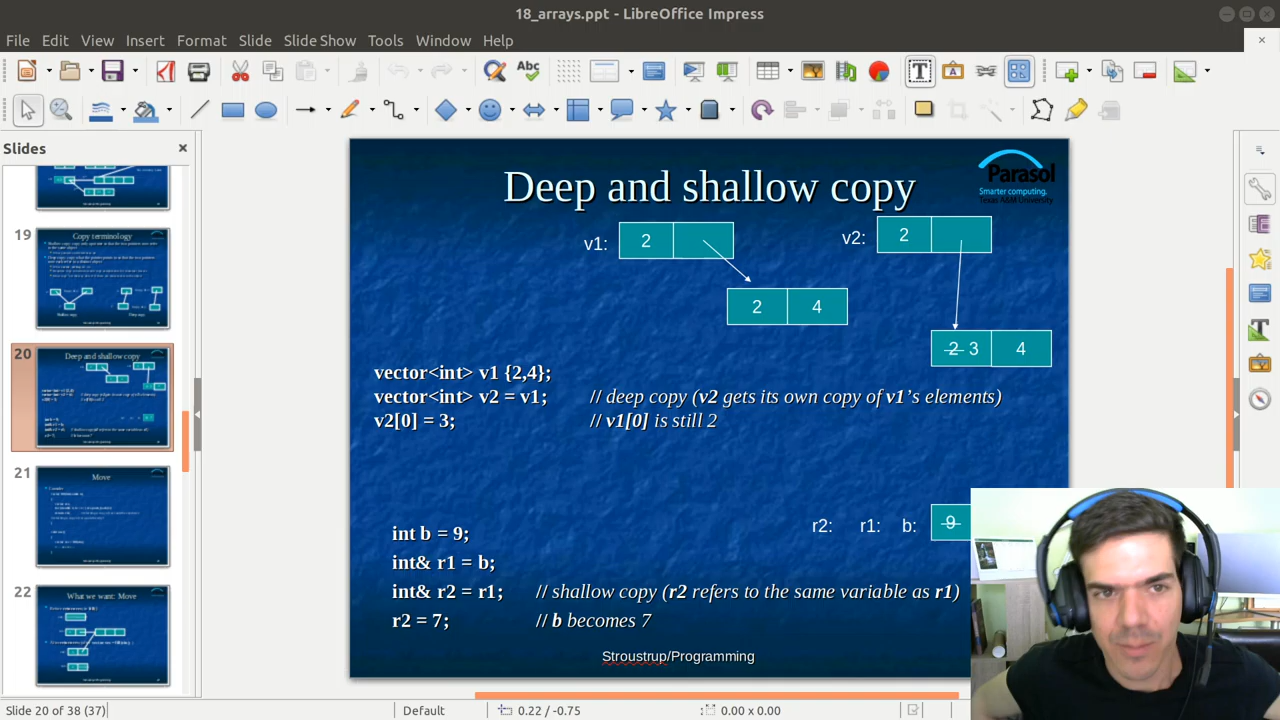 18_arrays.ppt - LibreOffice Impress
File Edit View Insert Format Slide Slide Show Tools Window Help
Abc
Slides
19
Copy terminology
20
Deep and shallow copy
21
Move
22
What we want: Move
Deep and shallow copy
Parasol
Smarter computing.
Texas A&M University
v1: 2
v2: 2
2 4
2 3 4
vector<int> v1 {2,4};
vector<int> v2 = v1; // deep copy (v2 gets its own copy of v1's elements)
v2[0] = 3; // v1[0] is still 2
r2: r1: b: 9
int b = 9;
int& r1 = b;
int& r2 = r1; // shallow copy (r2 refers to the same variable as r1)
r2 = 7; // b becomes 7
Stroustrup/Programming
Slide 20 of 38 (37) Default 0.22 / -0.75 0.00 x 0.00